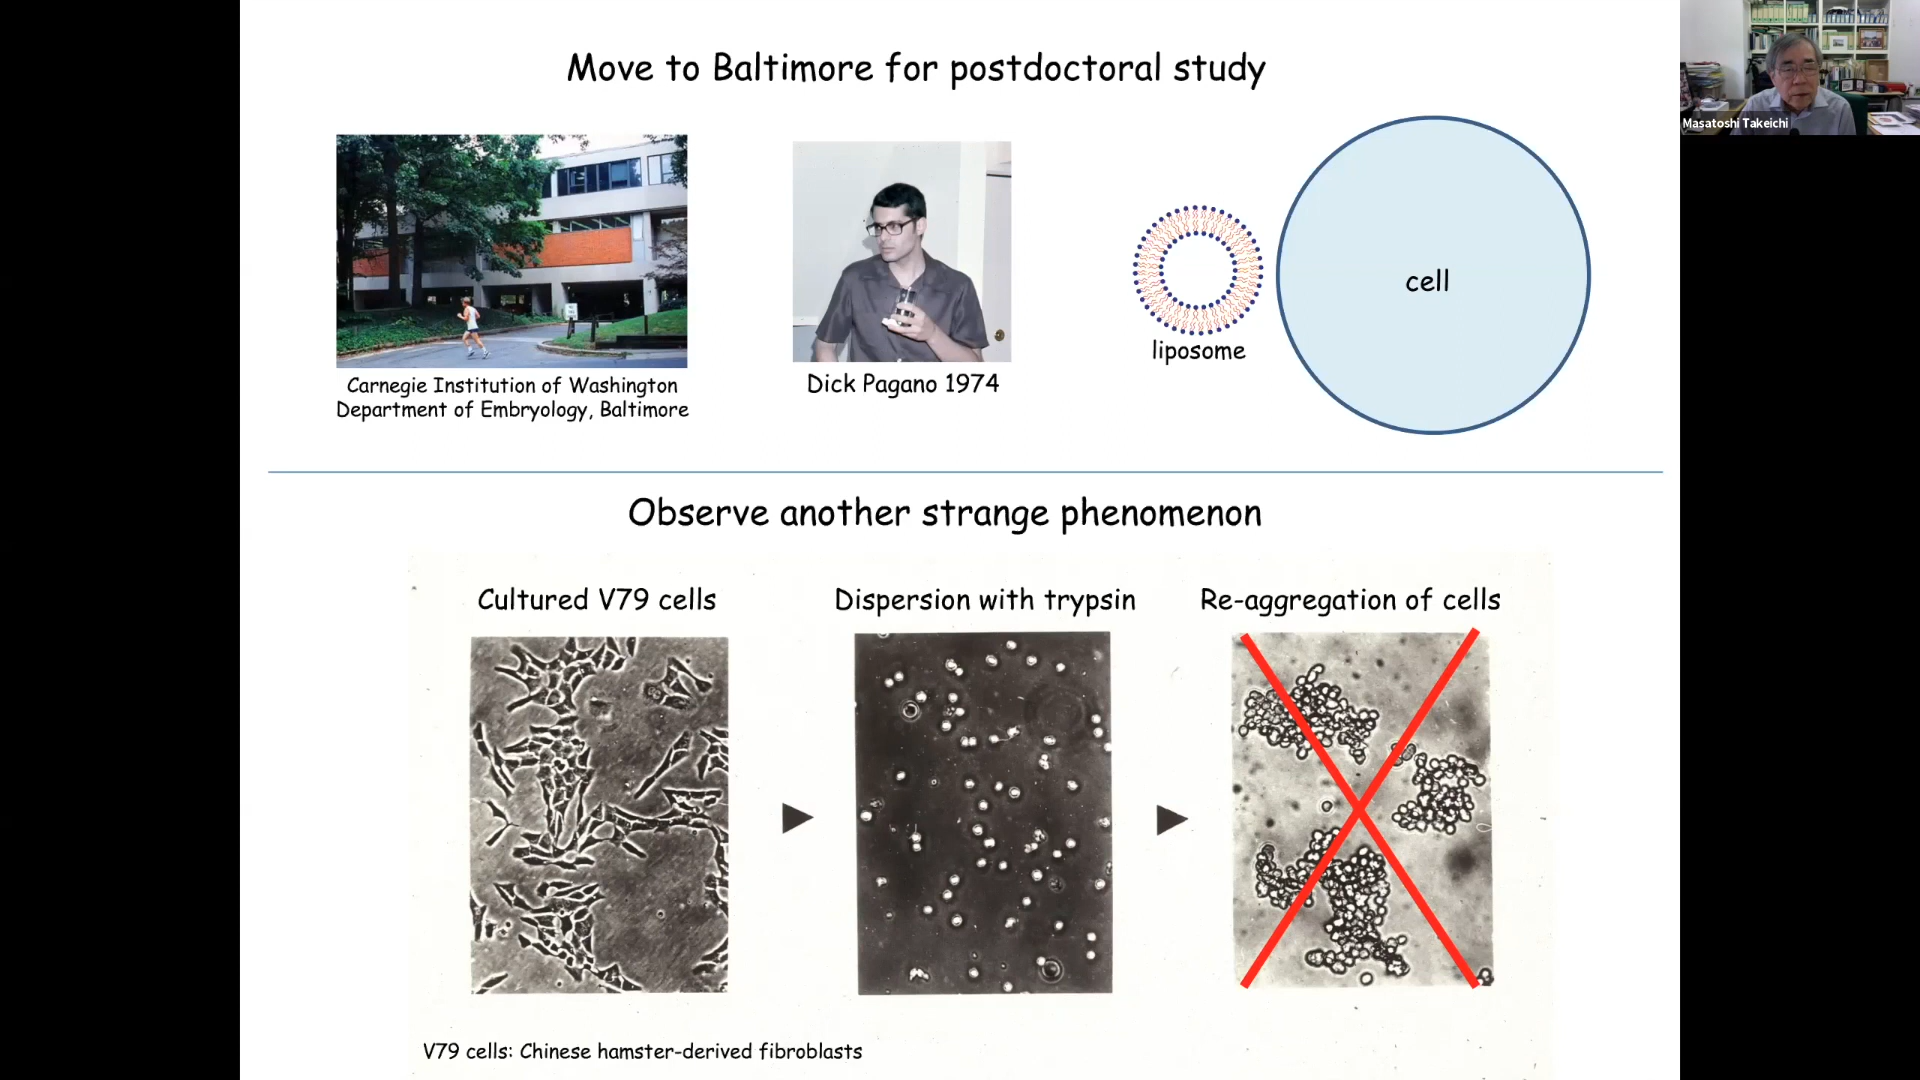 Move to Baltimore for postdoctoral study
Masatoshi Takeichi
cell
liposome
Carnegie Institution of Washington
Department of Embryology, Baltimore
Dick Pagano 1974
Observe another strange phenomenon
Cultured V79 cells
Dispersion with trypsin
Re-aggregation of cells
V79 cells: Chinese hamster-derived fibroblasts